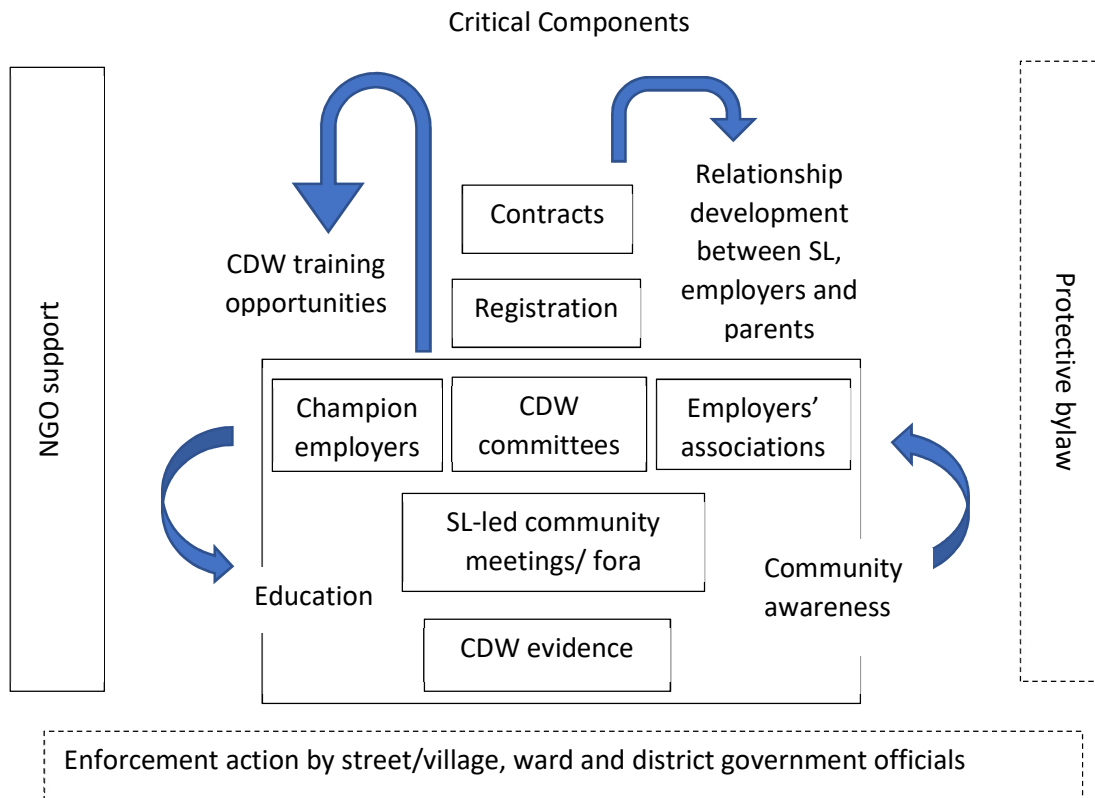 Critical Components
NGO support
Contracts
Registration
CDW training
opportunities
Relationship
development
between SL,
employers and
parents
Protective bylaw
Champion
employers
CDW
committees
Employers’
associations
SL-led community
meetings/ fora
Education
Community
awareness
CDW evidence
Enforcement action by street/village, ward and district government officials